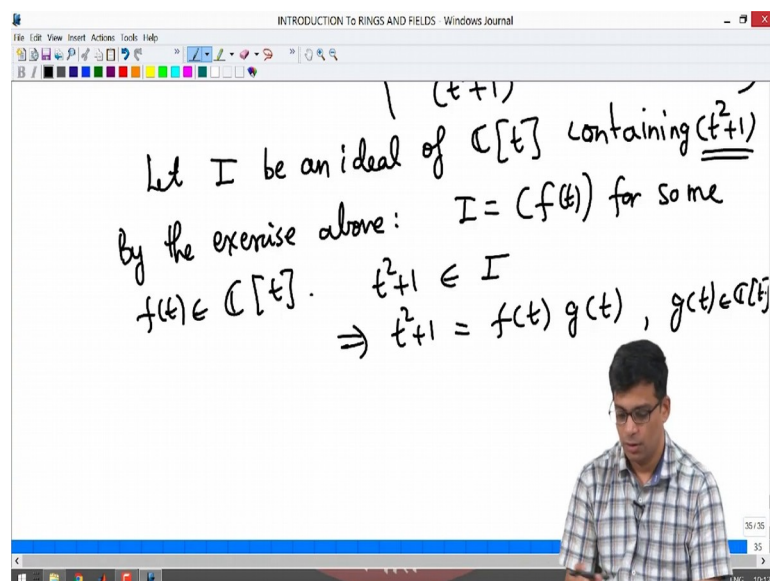 INTRODUCTION To RINGS AND FIELDS - Windows Journal
File Edit View Insert Actions Tools Help
B I
(t²+1)
Let I be an ideal of ℂ[t] containing (t²+1)
By the exercise above: I = (f(t)) for some
f(t) ∈ ℂ[t]. t²+1 ∈ I
⇒ t²+1 = f(t) g(t), g(t) ∈ ℂ[t]
35/35
35